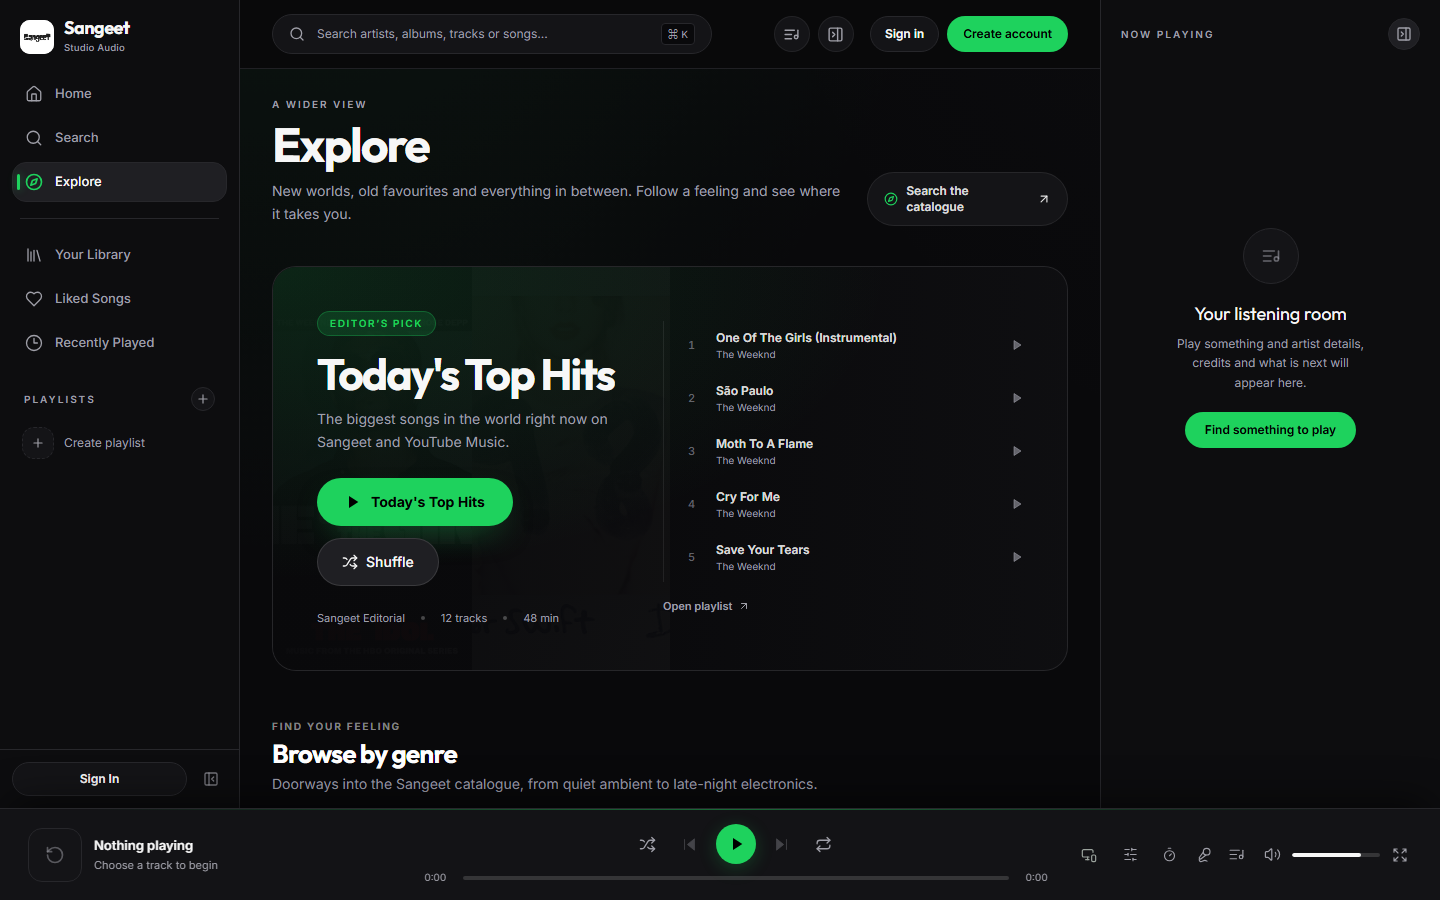 Sangeet
Sangeet
Studio Audio
Home
Search
Explore
Your Library
Liked Songs
Recently Played
PLAYLISTS
Create playlist
Sign In
Search artists, albums, tracks or songs...
⌘ K
Sign in
Create account
A WIDER VIEW
Explore
New worlds, old favourites and everything in between. Follow a feeling and see where
it takes you.
Search the
catalogue
EDITOR'S PICK
Today's Top Hits
The biggest songs in the world right now on
Sangeet and YouTube Music.
Today's Top Hits
Shuffle
Sangeet Editorial • 12 tracks • 48 min
1 One Of The Girls (Instrumental)
The Weeknd
2 São Paulo
The Weeknd
3 Moth To A Flame
The Weeknd
4 Cry For Me
The Weeknd
5 Save Your Tears
The Weeknd
Open playlist
FIND YOUR FEELING
Browse by genre
Doorways into the Sangeet catalogue, from quiet ambient to late-night electronics.
NOW PLAYING
Your listening room
Play something and artist details,
credits and what is next will
appear here.
Find something to play
Nothing playing
Choose a track to begin
0:00
0:00